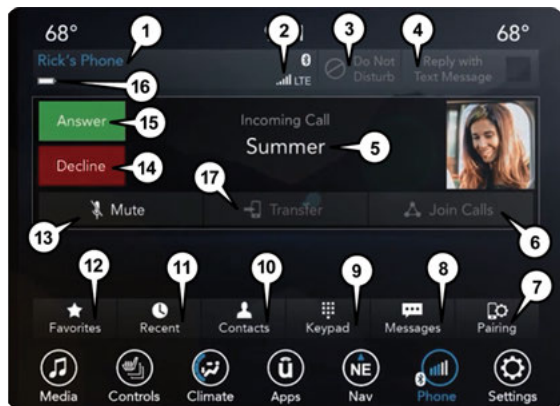 68°
68°
1
2
3
4
Rick's Phone
LTE
Do Not
Disturb
Reply with
Text Message
16
Answer
15
Incoming Call
Summer
5
Decline
14
17
Mute
Transfer
Join Calls
13
6
12
11
10
9
8
7
Favorites
Recent
Contacts
Keypad
Messages
Pairing
û
NE
Media
Controls
Climate
Apps
Nav
Phone
Settings